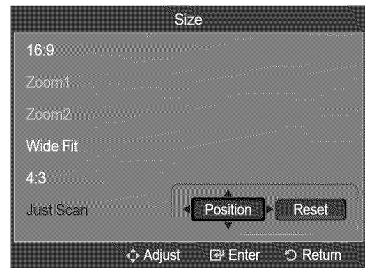 Size
16:9
Zoom1
Zoom2
Wide Fit
4:3
Just Scan Position Reset
Adjust Enter Return